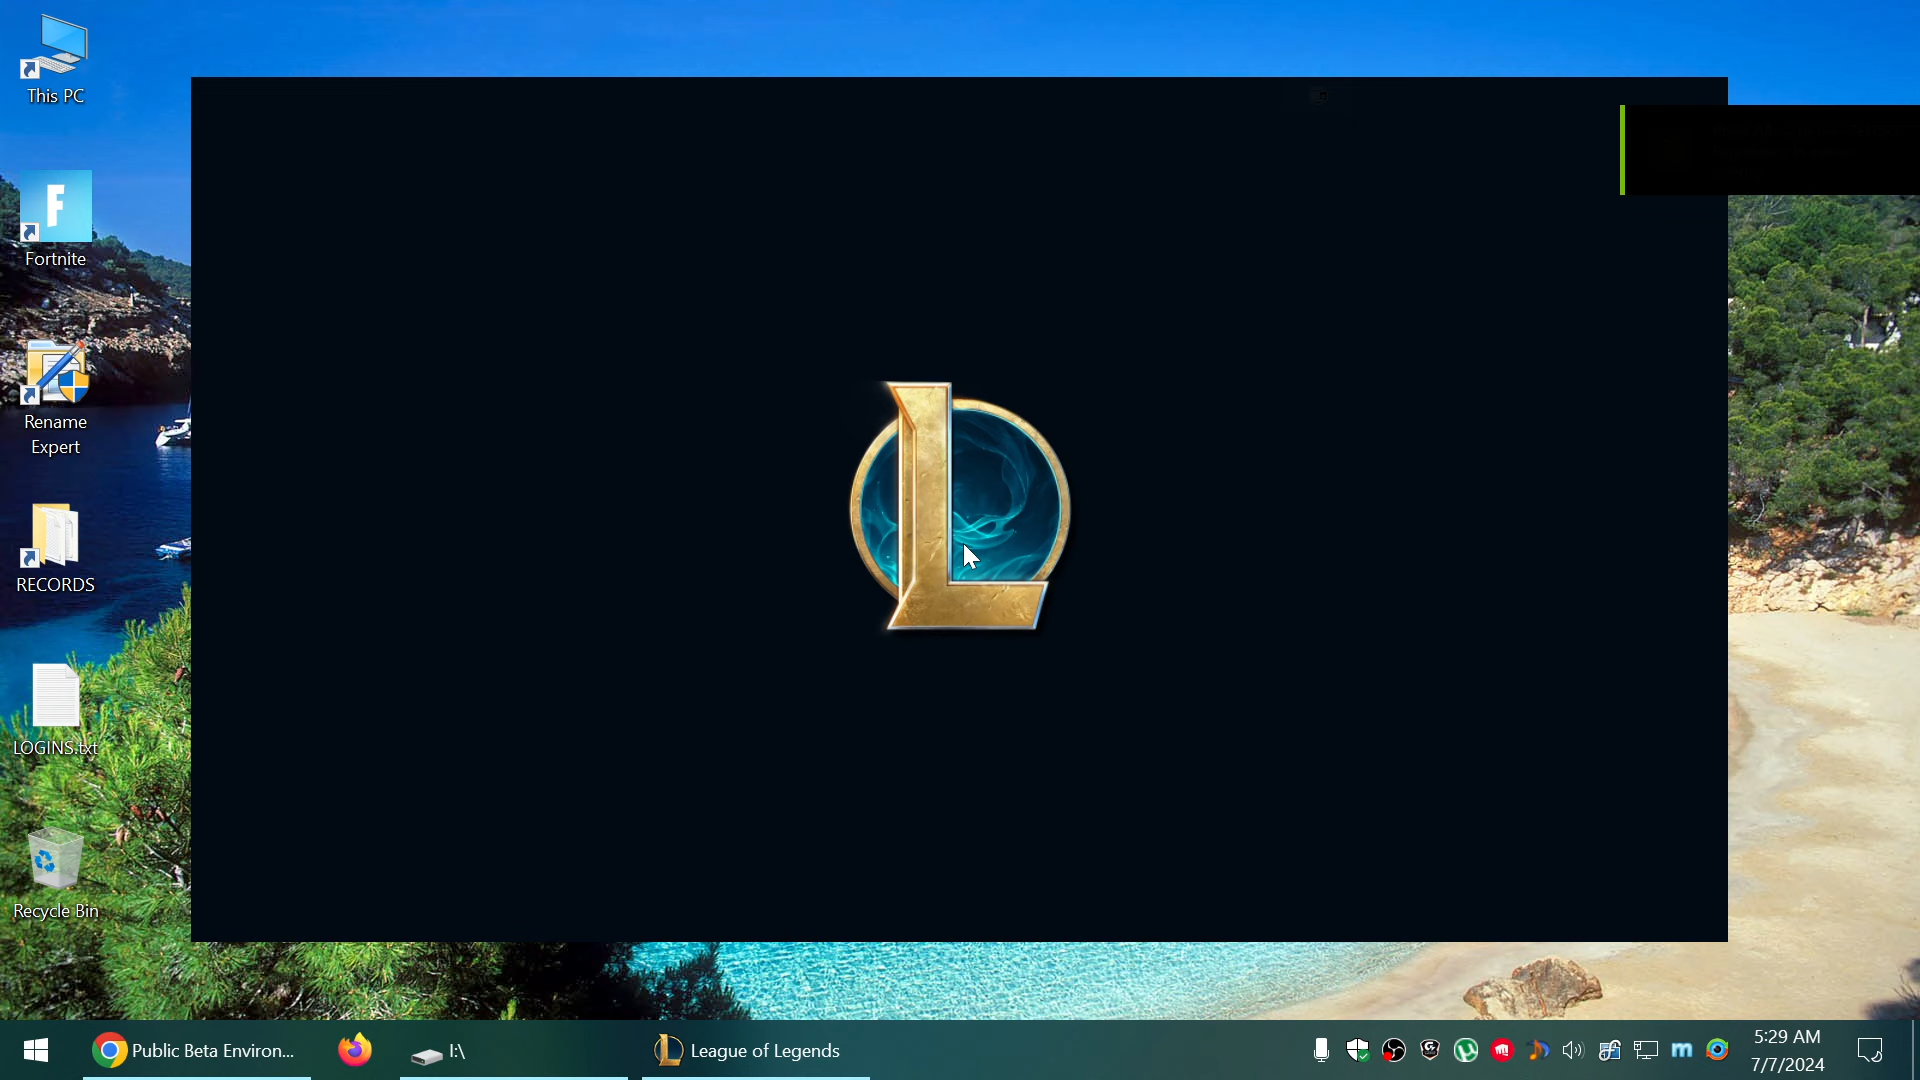 This PC
Fortnite
Rename
Expert
RECORDS
LOGINS.txt
Recycle Bin
Public Beta Environ...
I:\
League of Legends
5:29 AM
7/7/2024